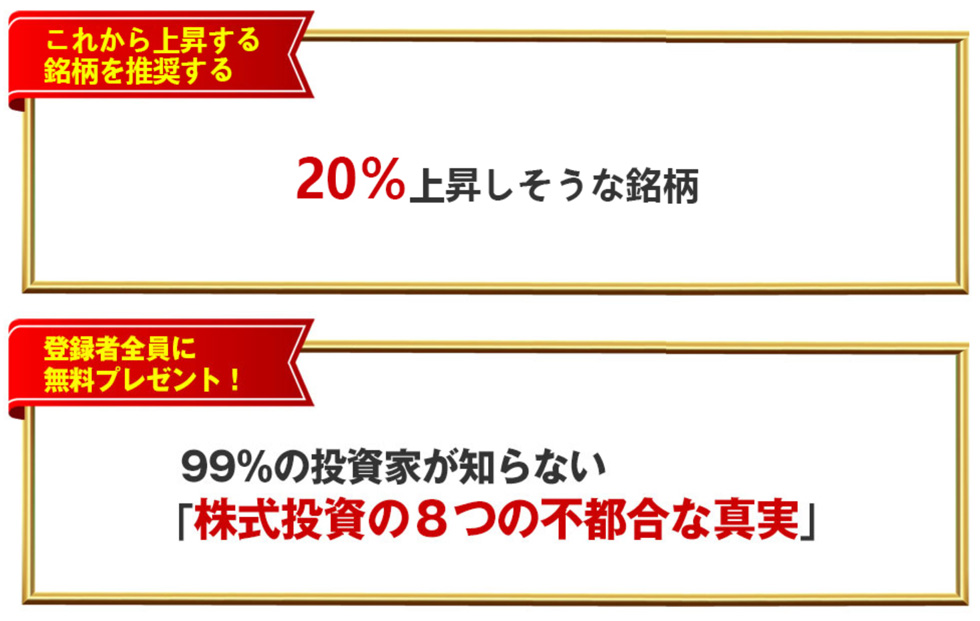 これから上昇する
銘柄を推奨する
20％上昇しそうな銘柄
登録者全員に
無料プレゼント！
99％の投資家が知らない
「株式投資の８つの不都合な真実」